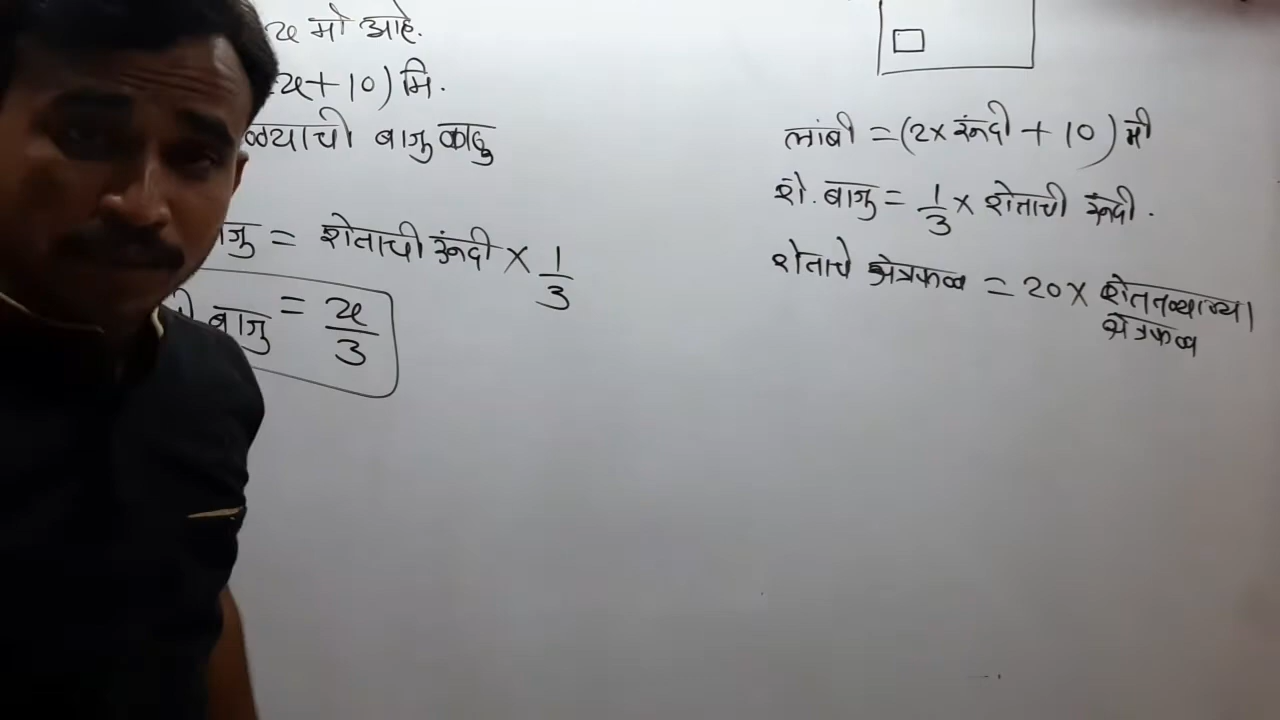 x मी आहे.
x + 10) मि.
ळ्याची बाजु काढु
बाजु = शेताची रूंदी × 1/3
बाजु = x/3
लांबी = (2 × रूंदी + 10) मी
शे. बाजु = 1/3 × शेताची रूंदी.
शेताचे क्षेत्रफळ = 20 × शेततळ्याच्या
क्षेत्रफळ